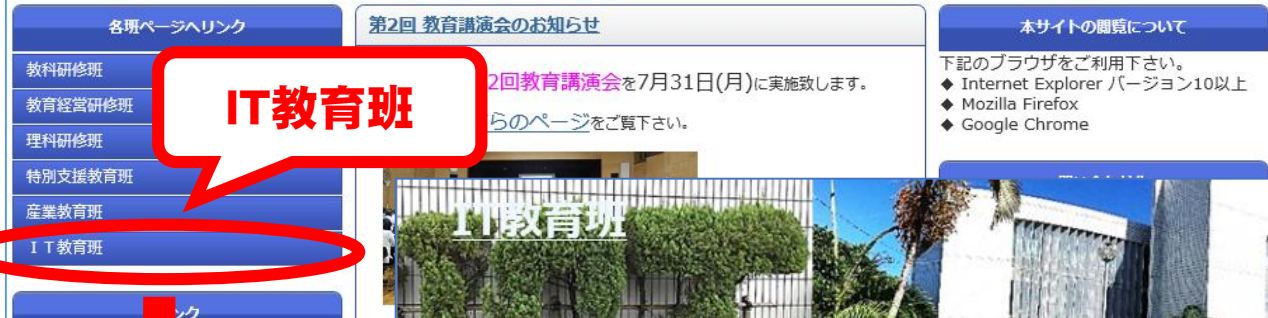 各班ページへリンク
教科研修班
教育経営研修班
理科研修班
特別支援教育班
産業教育班
ＩＴ教育班
ンク
IT教育班
第2回 教育講演会のお知らせ
2回教育講演会を7月31日(月)に実施致します。
らのページをご覧下さい。
IT教育班
本サイトの閲覧について
下記のブラウザをご利用下さい。
◆ Internet Explorer バージョン10以上
◆ Mozilla Firefox
◆ Google Chrome